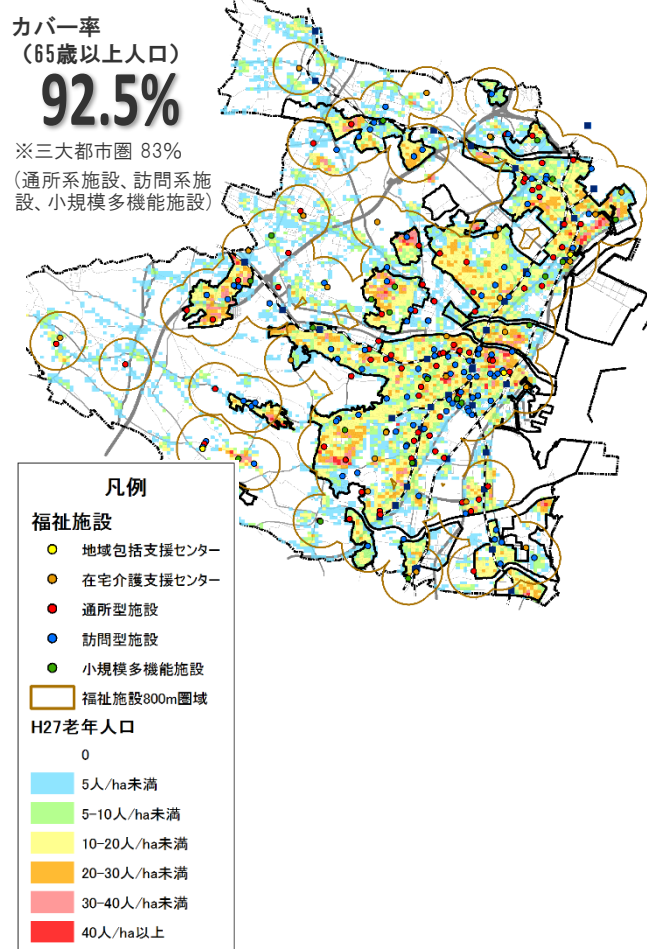 カバー率
（65歳以上人口）
92.5%
※三大都市圏 83%
(通所系施設、訪問系施
設、小規模多機能施設)
凡例
福祉施設
地域包括支援センター
在宅介護支援センター
通所型施設
訪問型施設
小規模多機能施設
福祉施設800m圏域
H27老年人口
0
5人/ha未満
5-10人/ha未満
10-20人/ha未満
20-30人/ha未満
30-40人/ha未満
40人/ha以上